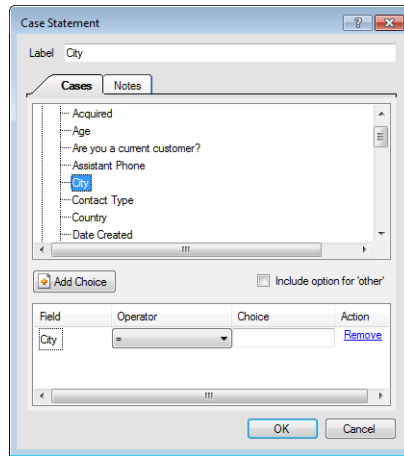 Case Statement
Label City
Cases Notes
Acquired
Age
Are you a current customer?
Assistant Phone
City
Contact Type
Country
Date Created
Add Choice Include option for 'other'
Field Operator Choice Action
City = Remove
OK Cancel